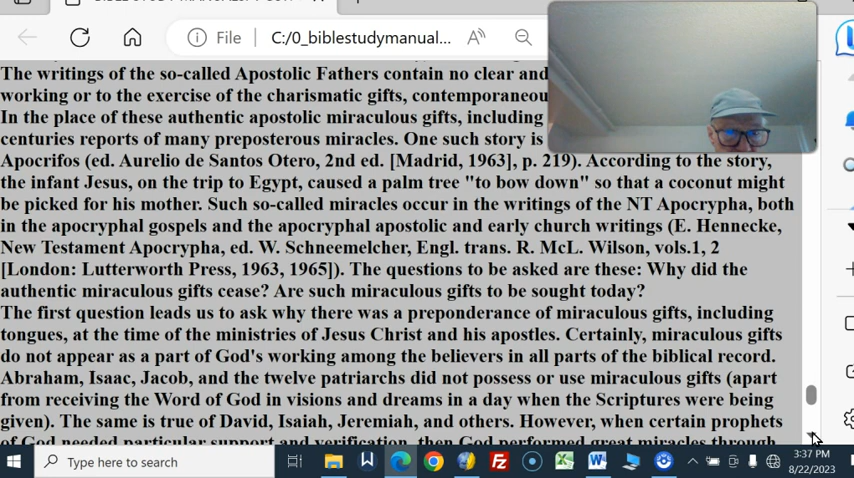 File
C:/0_biblestudymanual...
The writings of the so-called Apostolic Fathers contain no clear and
working or to the exercise of the charismatic gifts, contemporaneou
In the place of these authentic apostolic miraculous gifts, including
centuries reports of many preposterous miracles. One such story is
Apocrifos (ed. Aurelio de Santos Otero, 2nd ed. [Madrid, 1963], p. 219). According to the story,
the infant Jesus, on the trip to Egypt, caused a palm tree "to bow down" so that a coconut might
be picked for his mother. Such so-called miracles occur in the writings of the NT Apocrypha, both
in the apocryphal gospels and the apocryphal apostolic and early church writings (E. Hennecke,
New Testament Apocrypha, ed. W. Schneemelcher, Engl. trans. R. McL. Wilson, vols.1, 2
[London: Lutterworth Press, 1963, 1965]). The questions to be asked are these: Why did the
authentic miraculous gifts cease? Are such miraculous gifts to be sought today?
The first question leads us to ask why there was a preponderance of miraculous gifts, including
tongues, at the time of the ministries of Jesus Christ and his apostles. Certainly, miraculous gifts
do not appear as a part of God's working among the believers in all parts of the biblical record.
Abraham, Isaac, Jacob, and the twelve patriarchs did not possess or use miraculous gifts (apart
from receiving the Word of God in visions and dreams in a day when the Scriptures were being
given). The same is true of David, Isaiah, Jeremiah, and others. However, when certain prophets
of God needed particular support and verification, then God performed great miracles through
Type here to search
3:37 PM
8/22/2023